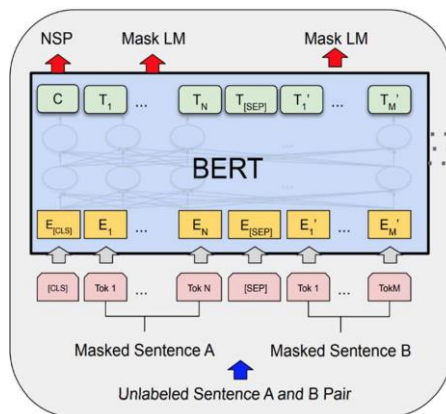 NSP Mask LM Mask LM
C T1 ... TN T[SEP] T1' ... TM'
BERT
E[CLS] E1 ... EN E[SEP] E1' ... EM'
[CLS] Tok 1 ... Tok N [SEP] Tok 1 ... TokM
Masked Sentence A Masked Sentence B
Unlabeled Sentence A and B Pair